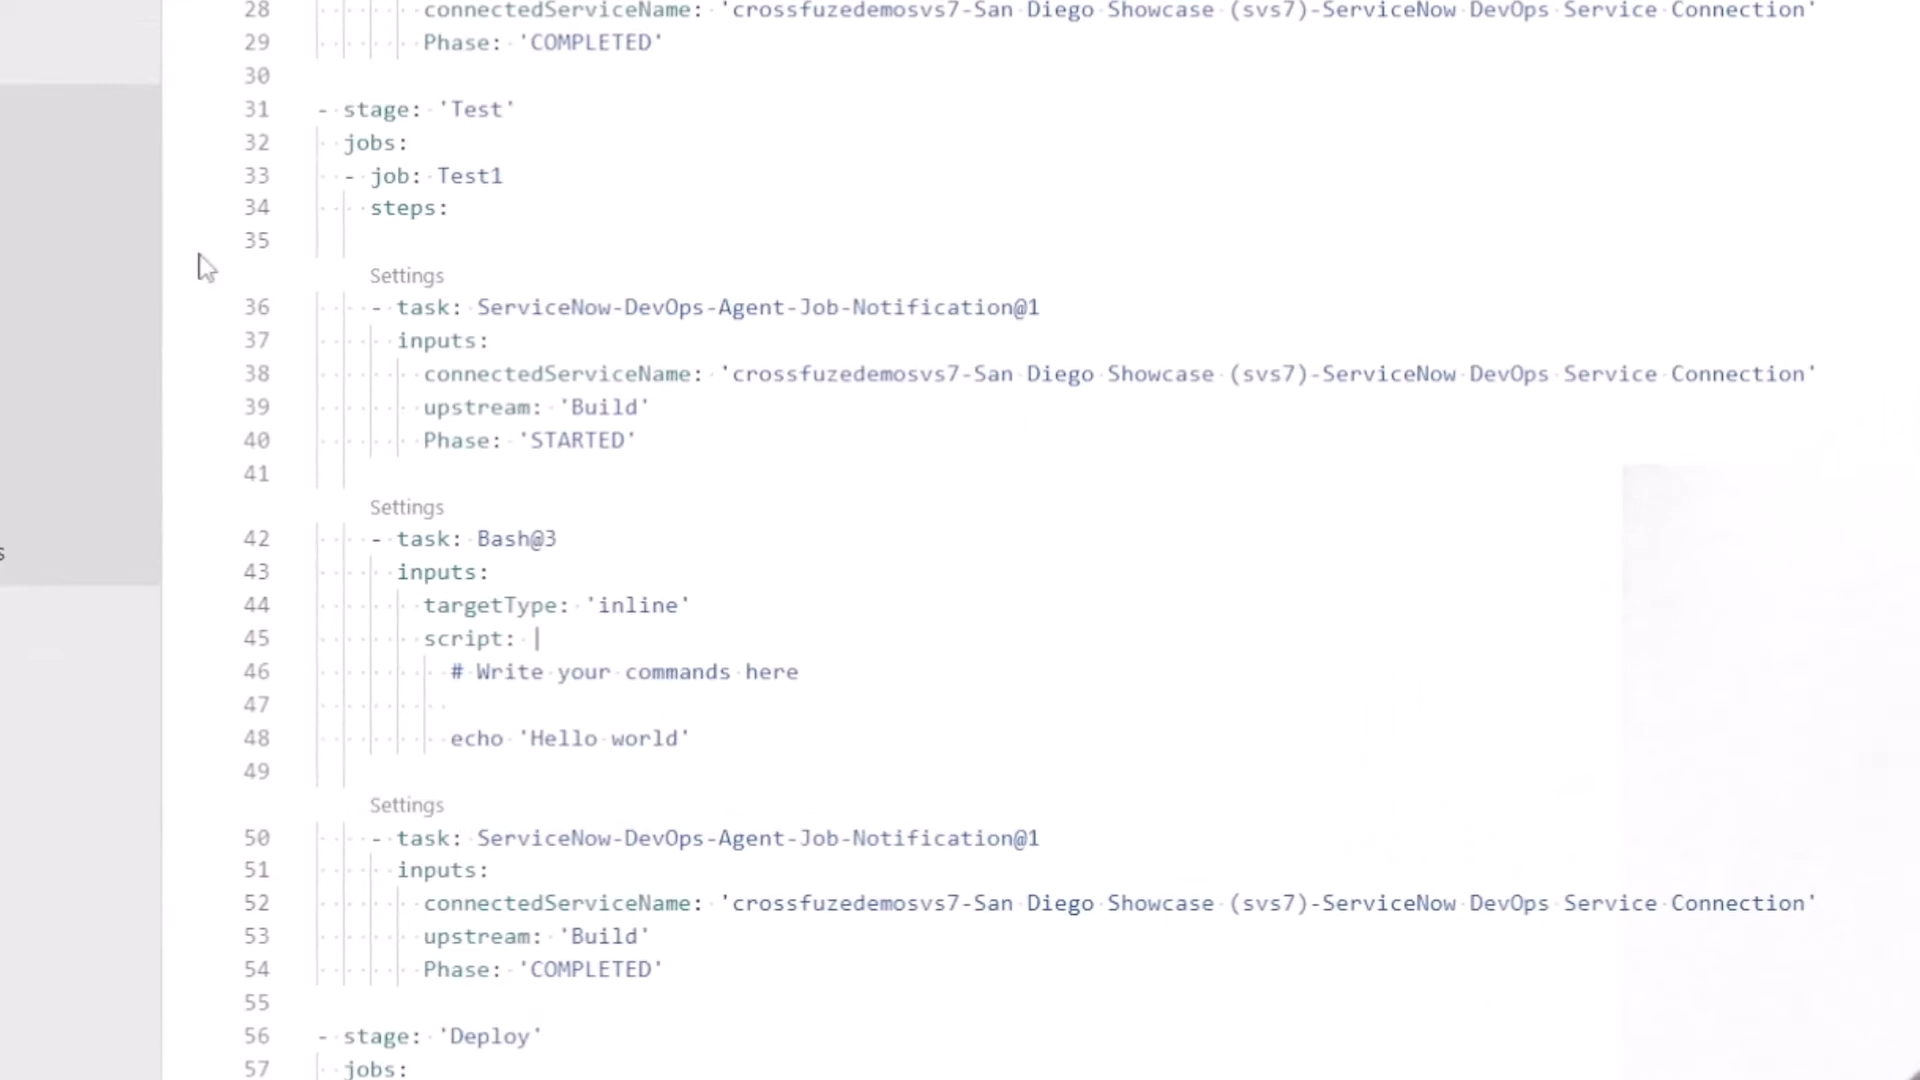 28 connectedServiceName: 'crossfuzedemosvs7-San Diego Showcase (svs7)-ServiceNow DevOps Service Connection'
29 Phase: 'COMPLETED'
30
31 - stage: 'Test'
32 jobs:
33 - job: Test1
34 steps:
35
Settings
36 - task: ServiceNow-DevOps-Agent-Job-Notification@1
37 inputs:
38 connectedServiceName: 'crossfuzedemosvs7-San Diego Showcase (svs7)-ServiceNow DevOps Service Connection'
39 upstream: 'Build'
40 Phase: 'STARTED'
41
Settings
42 - task: Bash@3
43 inputs:
44 targetType: 'inline'
45 script: |
46 # Write your commands here
47
48 echo 'Hello world'
49
Settings
50 - task: ServiceNow-DevOps-Agent-Job-Notification@1
51 inputs:
52 connectedServiceName: 'crossfuzedemosvs7-San Diego Showcase (svs7)-ServiceNow DevOps Service Connection'
53 upstream: 'Build'
54 Phase: 'COMPLETED'
55
56 - stage: 'Deploy'
57 jobs: